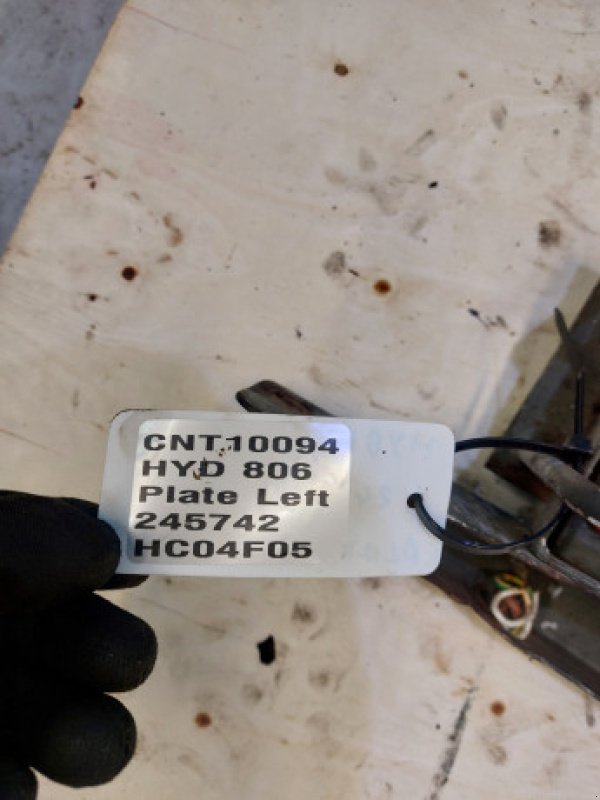 CNT.10094
HYD 806
Plate Left
245742
HC04F05